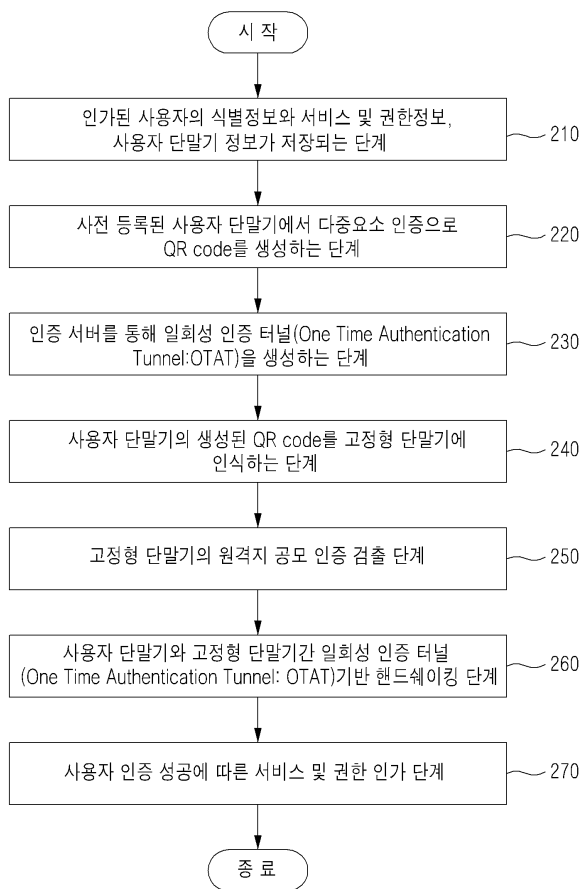 시 작
인가된 사용자의 식별정보와 서비스 및 권한정보,
사용자 단말기 정보가 저장되는 단계
210
사전 등록된 사용자 단말기에서 다중요소 인증으로
QR code를 생성하는 단계
220
인증 서버를 통해 일회성 인증 터널(One Time Authentication
Tunnel:OTAT)을 생성하는 단계
230
사용자 단말기의 생성된 QR code를 고정형 단말기에
인식하는 단계
240
고정형 단말기의 원격지 공모 인증 검출 단계
250
사용자 단말기와 고정형 단말기간 일회성 인증 터널
(One Time Authentication Tunnel: OTAT)기반 핸드쉐이킹 단계
260
사용자 인증 성공에 따른 서비스 및 권한 인가 단계
270
종 료